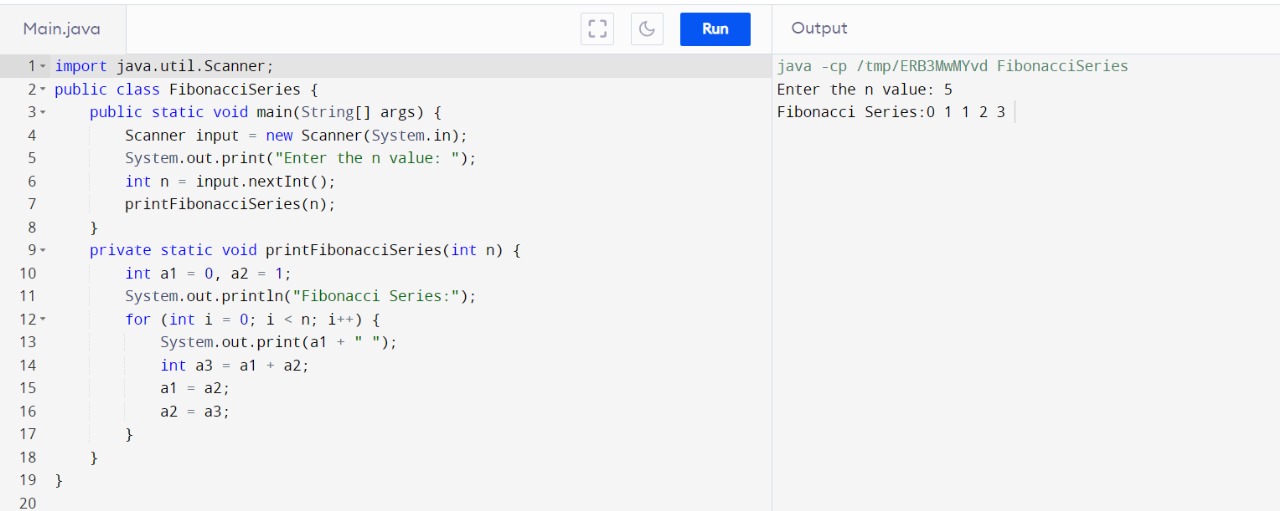 Main.java
Run
Output
1 import java.util.Scanner;
2 public class FibonacciSeries {
3 public static void main(String[] args) {
4 Scanner input = new Scanner(System.in);
5 System.out.print("Enter the n value: ");
6 int n = input.nextInt();
7 printFibonacciSeries(n);
8 }
9 private static void printFibonacciSeries(int n) {
10 int a1 = 0, a2 = 1;
11 System.out.println("Fibonacci Series:");
12 for (int i = 0; i < n; i++) {
13 System.out.print(a1 + " ");
14 int a3 = a1 + a2;
15 a1 = a2;
16 a2 = a3;
17 }
18 }
19 }
20
java -cp /tmp/ERB3MwMYvd FibonacciSeries
Enter the n value: 5
Fibonacci Series:0 1 1 2 3